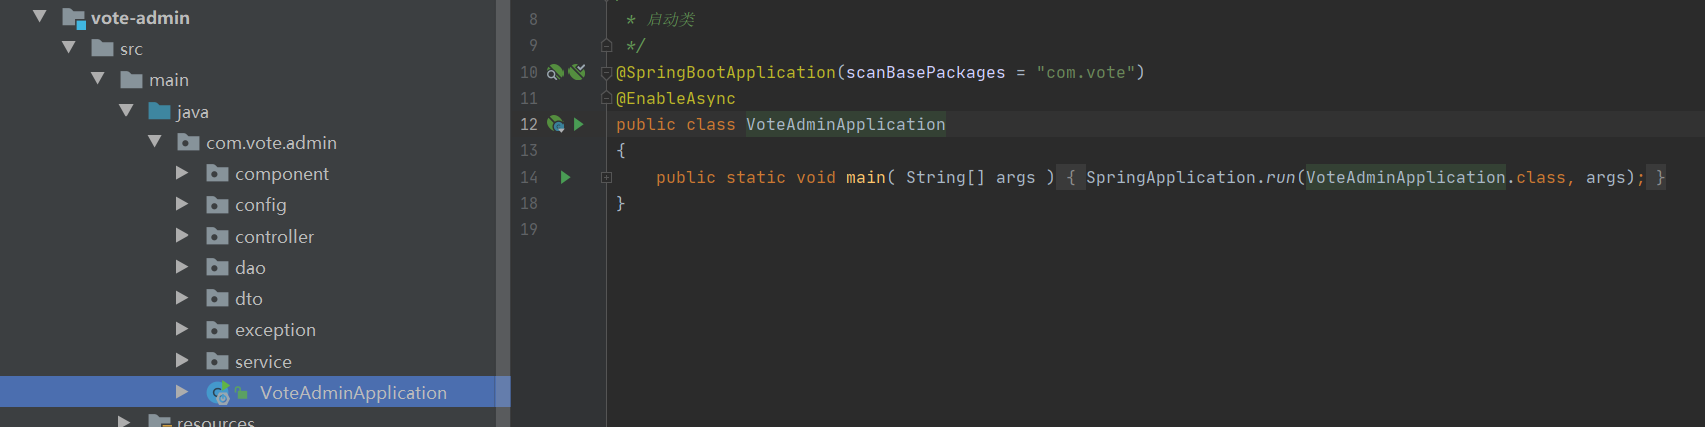 vote-admin
src
main
java
com.vote.admin
component
config
controller
dao
dto
exception
service
VoteAdminApplication
resources
8 * 启动类
9 */
10 @SpringBootApplication(scanBasePackages = "com.vote")
11 @EnableAsync
12 public class VoteAdminApplication
13 {
14 public static void main( String[] args ) { SpringApplication.run(VoteAdminApplication.class, args); }
18 }
19